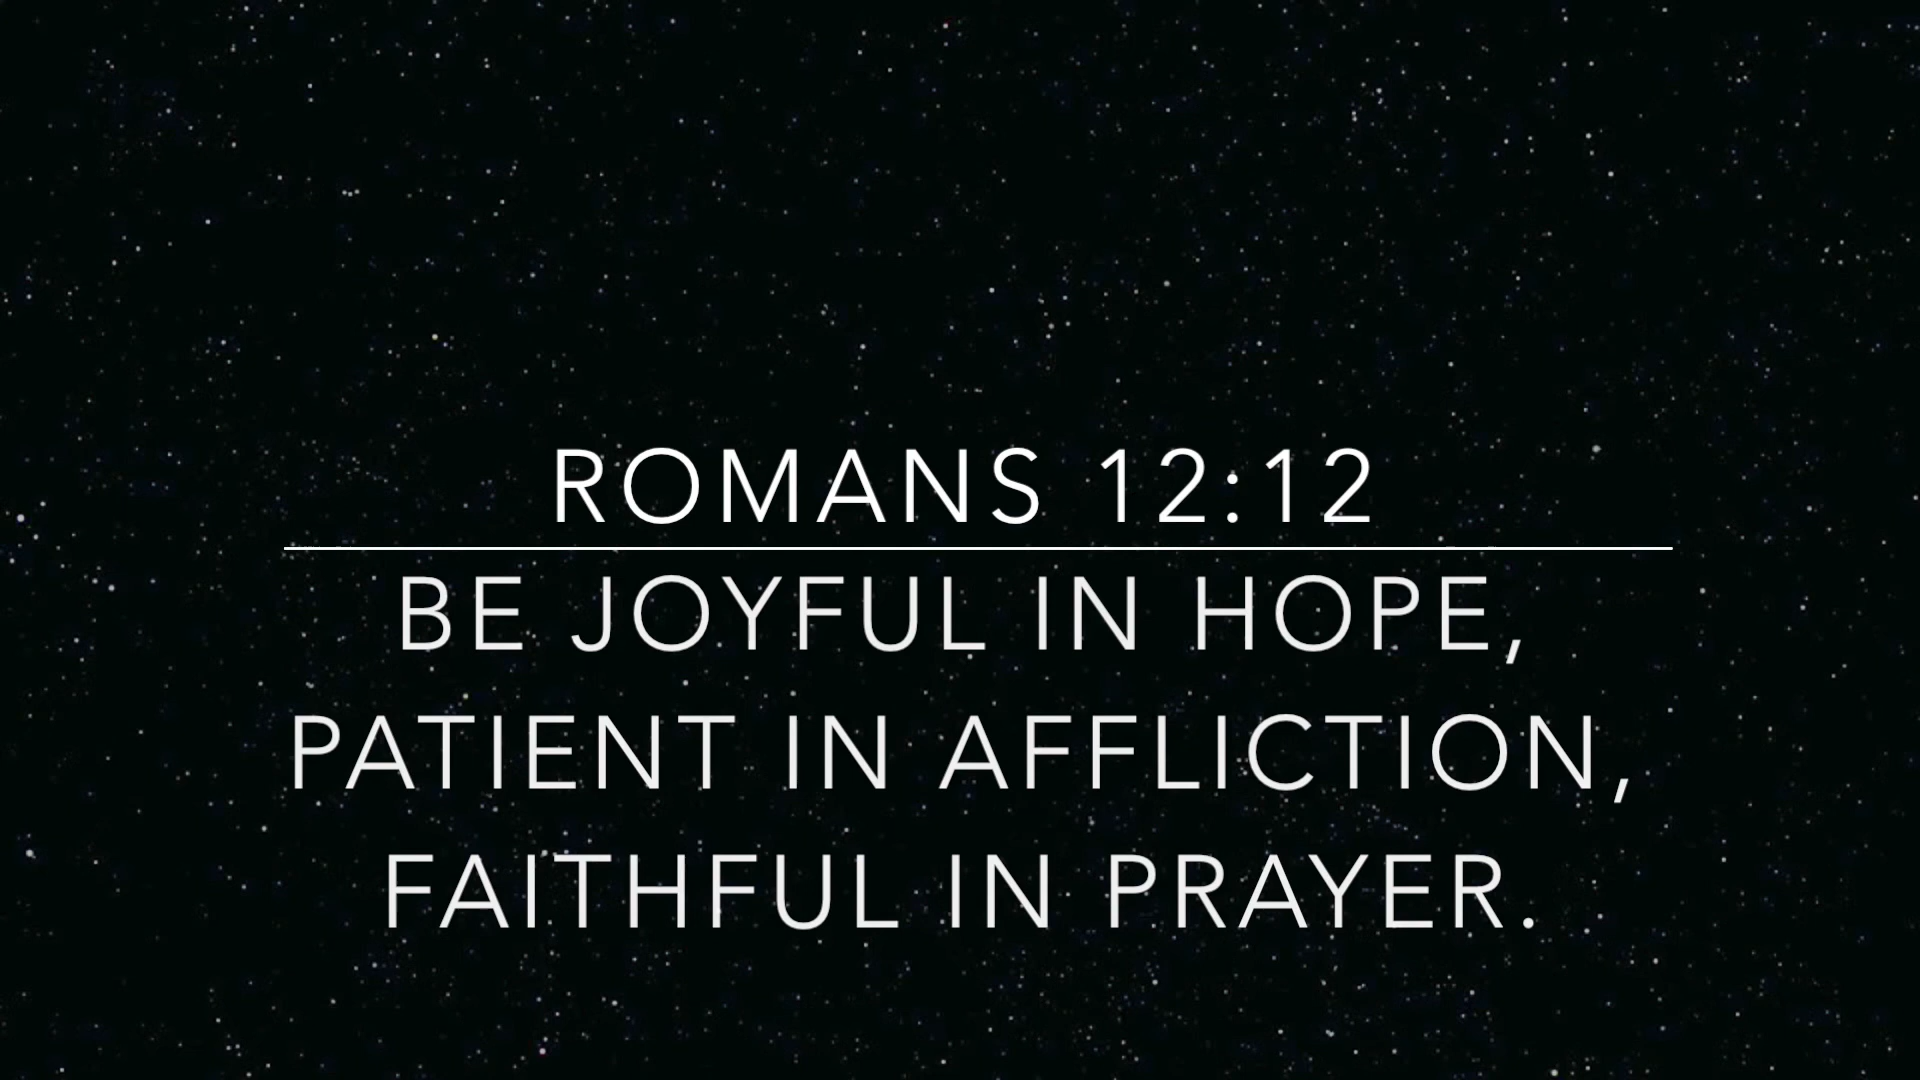 ROMANS 12:12
BE JOYFUL IN HOPE,
PATIENT IN AFFLICTION,
FAITHFUL IN PRAYER.